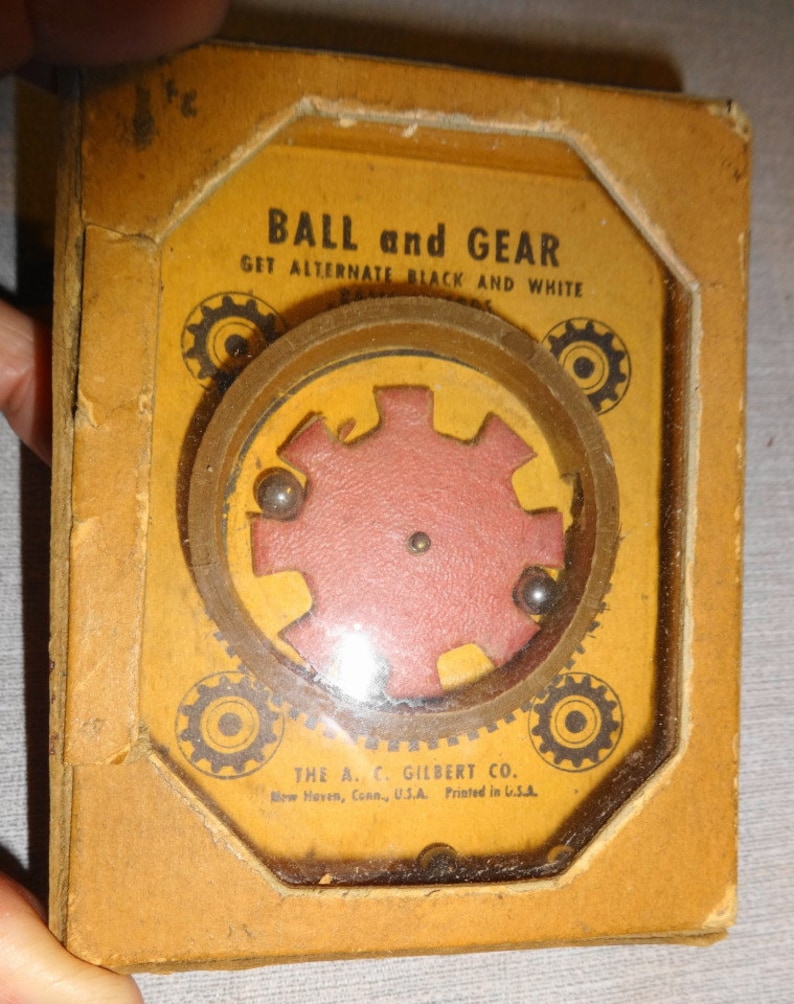 BALL and GEAR
GET ALTERNATE BLACK AND WHITE
THE A. C. GILBERT CO.
New Haven, Conn., U.S.A. Printed in U.S.A.